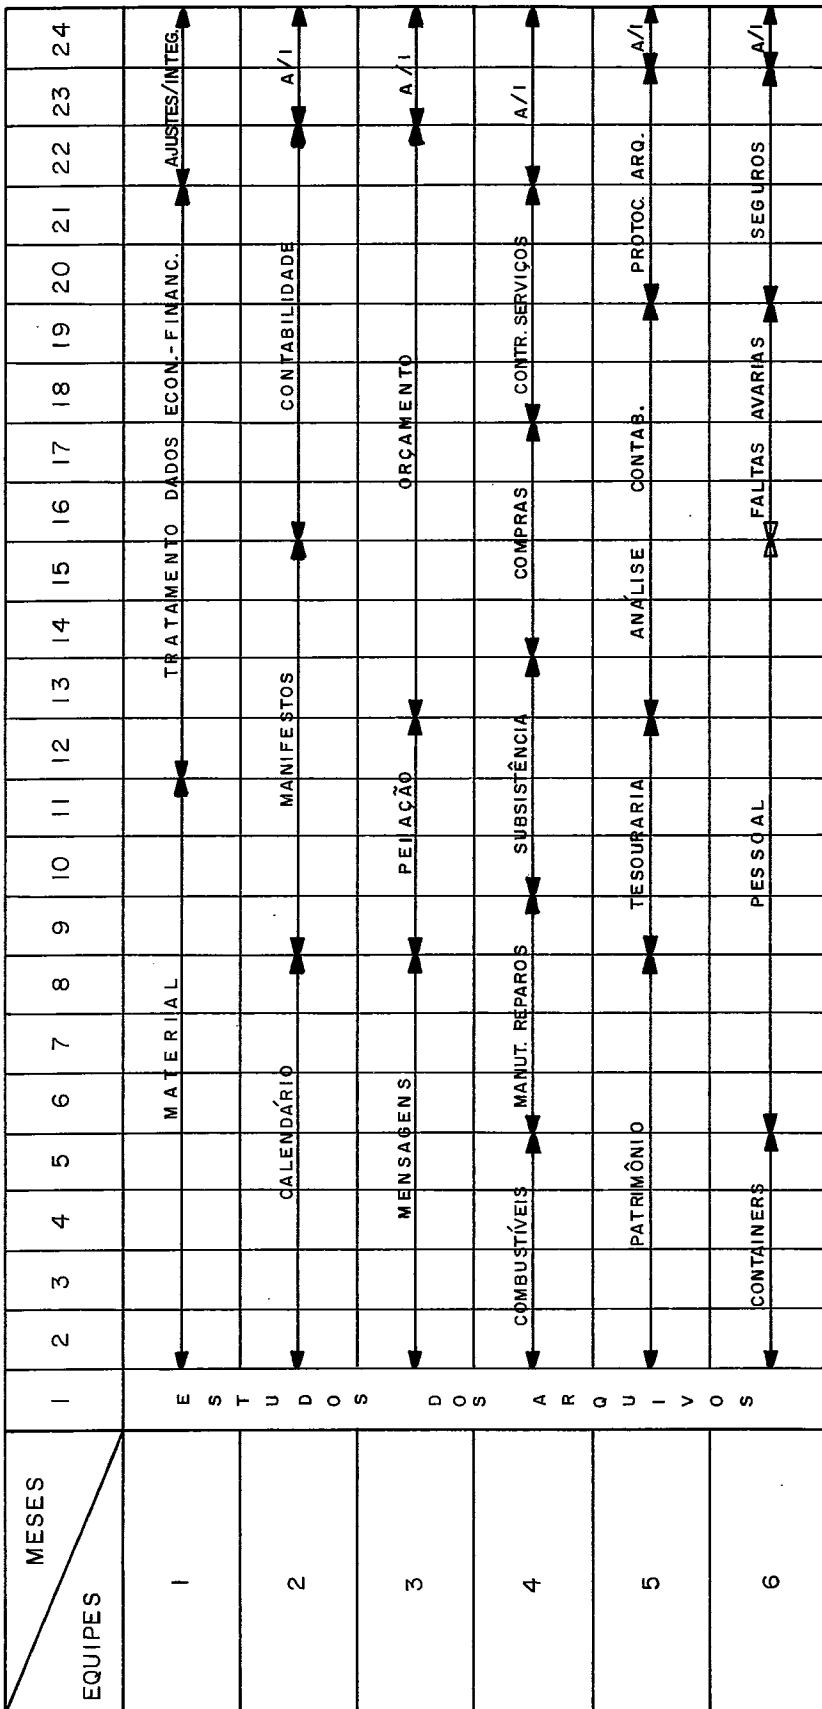 MESES
EQUIPES
1 2 3 4 5 6 7 8 9 10 11 12 13 14 15 16 17 18 19 20 21 22 23 24
ESTUDOS DOS ARQUIVOS
1 MATERIAL TRATAMENTO DADOS ECON.-FINANC. AJUSTES/INTEG.
2 CALENDÁRIO MANIFESTOS CONTABILIDADE A/I
3 MENSAGENS PEIAÇÃO ORÇAMENTO A/I
4 COMBUSTÍVEIS MANUT. REPAROS SUBSISTÊNCIA COMPRAS CONTR. SERVIÇOS A/I
5 PATRIMÔNIO TESOURARIA ANÁLISE CONTAB. PROTOC. ARQ. A/I
6 CONTAINERS PESSOAL FALTAS AVARIAS SEGUROS A/I